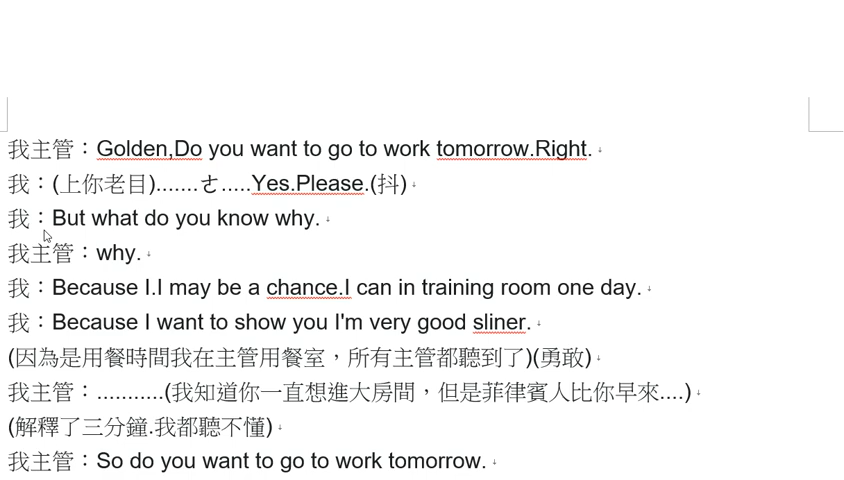 我主管：Golden,Do you want to go to work tomorrow.Right.
我：(上你老目).......ㄜ.....Yes.Please.(抖)
我：But what do you know why.
我主管：why.
我：Because I.I may be a chance.I can in training room one day.
我：Because I want to show you I'm very good sliner.
(因為是用餐時間我在主管用餐室，所有主管都聽到了)(勇敢)
我主管：...........(我知道你一直想進大房間，但是菲律賓人比你早來....)
(解釋了三分鐘.我都聽不懂)
我主管：So do you want to go to work tomorrow.